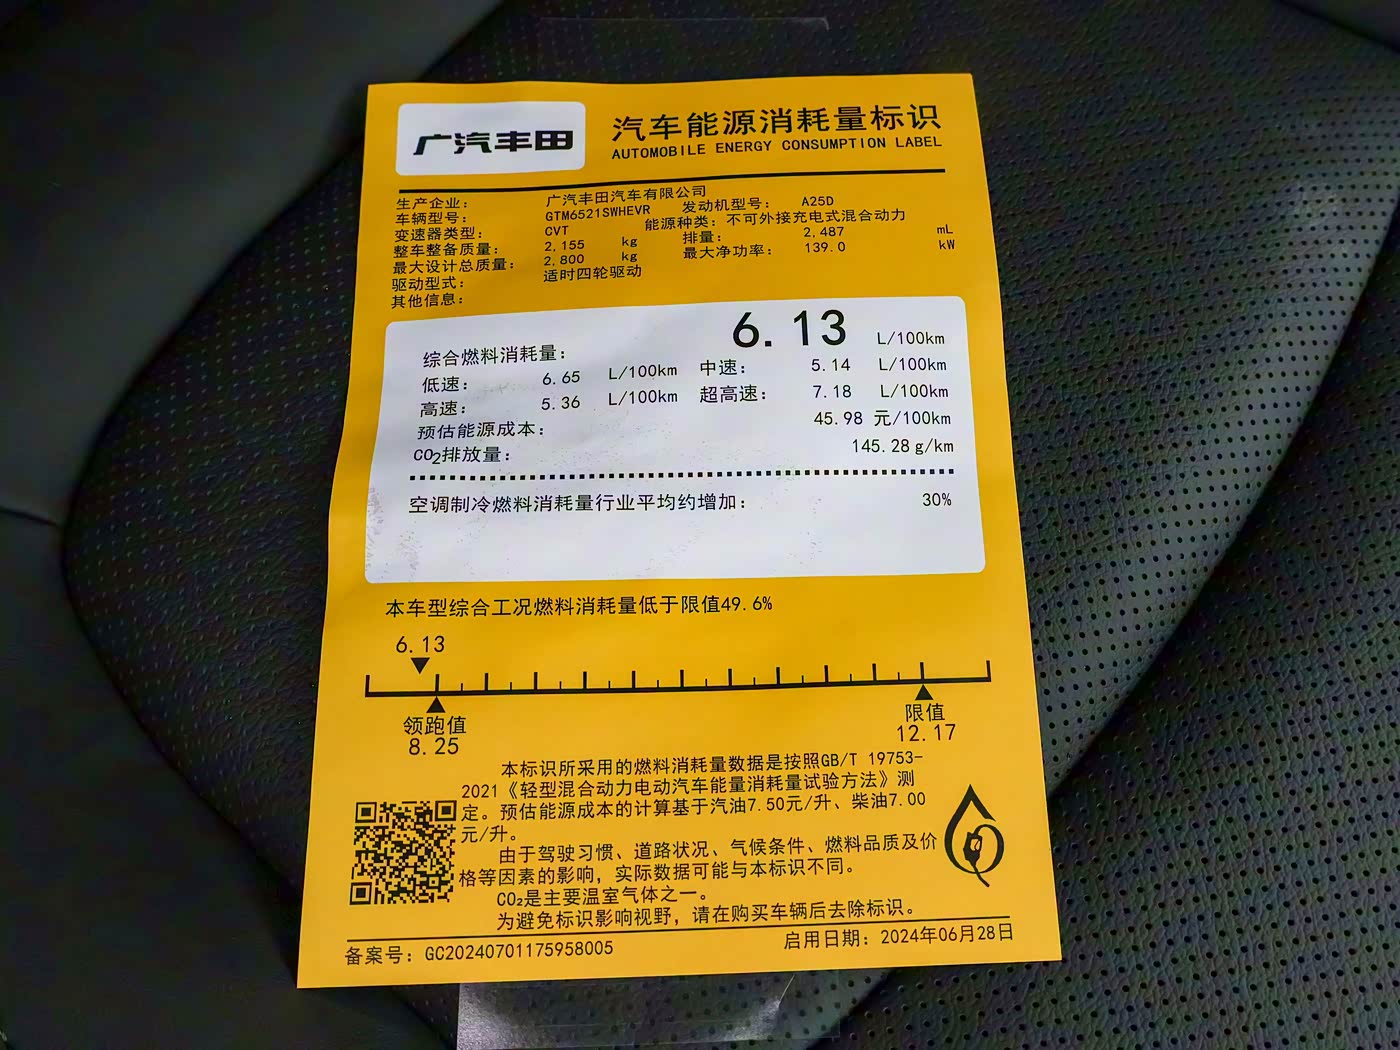 广汽丰田
汽车能源消耗量标识
AUTOMOBILE ENERGY CONSUMPTION LABEL
生产企业： 广汽丰田汽车有限公司
车辆型号： GTM6521SWHEVR 发动机型号： A25D
变速器类型： CVT 能源种类：不可外接充电式混合动力
整车整备质量： 2.155 kg 排量： 2.487 mL
最大设计总质量： 2.800 kg 最大净功率： 139.0 kW
驱动型式： 适时四轮驱动
其他信息：
综合燃料消耗量： 6.13 L/100km
低速： 6.65 L/100km 中速： 5.14 L/100km
高速： 5.36 L/100km 超高速： 7.18 L/100km
预估能源成本： 45.98 元/100km
CO₂排放量： 145.28 g/km
空调制冷燃料消耗量行业平均约增加： 30%
本车型综合工况燃料消耗量低于限值49.6%
6.13
领跑值 限值
8.25 12.17
本标识所采用的燃料消耗量数据是按照GB/T 19753-
2021《轻型混合动力电动汽车能量消耗量试验方法》测
定。预估能源成本的计算基于汽油7.50元/升、柴油7.00
元/升。
由于驾驶习惯、道路状况、气候条件、燃料品质及价
格等因素的影响，实际数据可能与本标识不同。
CO₂是主要温室气体之一。
为避免标识影响视野，请在购买车辆后去除标识。
备案号：GC20240701175958005 启用日期：2024年06月28日